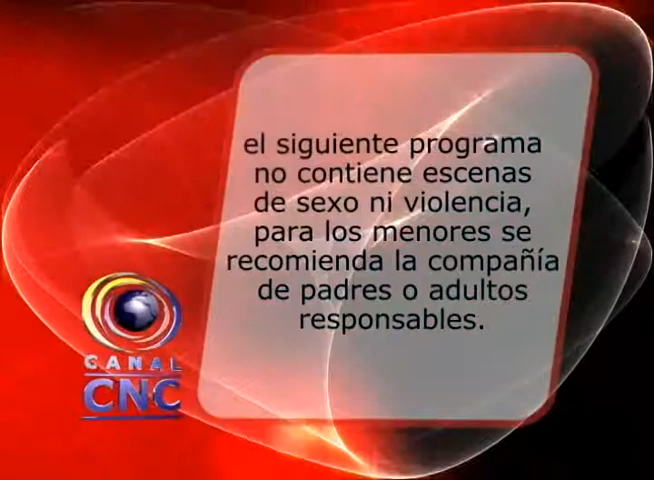 el siguiente programa
no contiene escenas
de sexo ni violencia,
para los menores se
recomienda la compañía
de padres o adultos
responsables.
CANAL
CNC